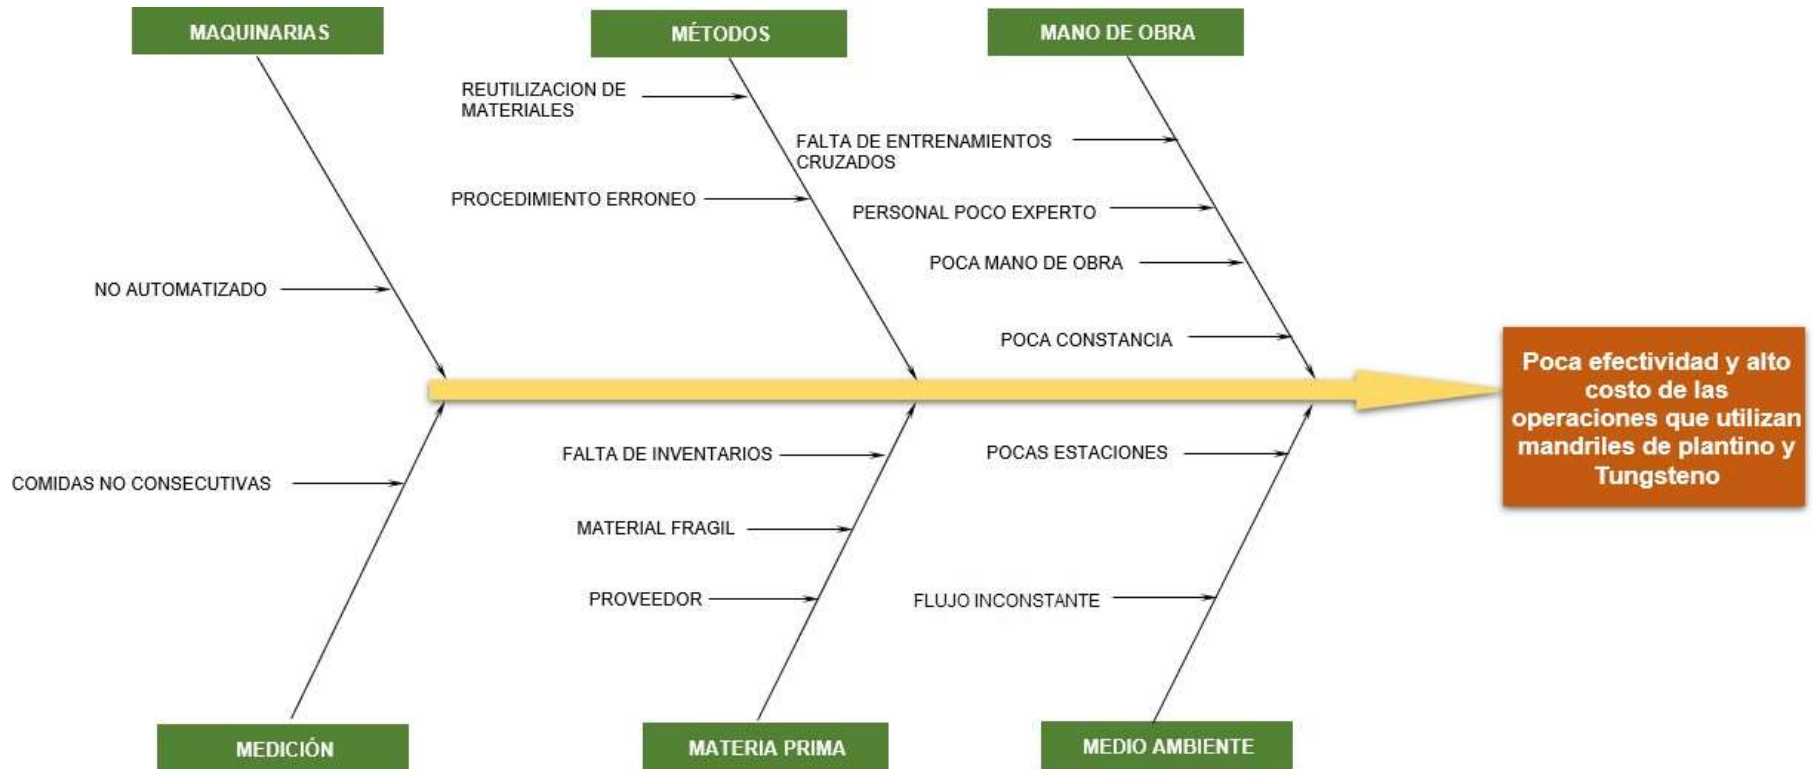 MAQUINARIAS
MÉTODOS
MANO DE OBRA
REUTILIZACION DE
MATERIALES
FALTA DE ENTRENAMIENTOS
CRUZADOS
PROCEDIMIENTO ERRONEO
PERSONAL POCO EXPERTO
POCA MANO DE OBRA
NO AUTOMATIZADO
POCA CONSTANCIA
Poca efectividad y alto
costo de las
operaciones que utilizan
mandriles de plantino y
Tungsteno
FALTA DE INVENTARIOS
POCAS ESTACIONES
COMIDAS NO CONSECUTIVAS
MATERIAL FRAGIL
PROVEEDOR
FLUJO INCONSTANTE
MEDICIÓN
MATERIA PRIMA
MEDIO AMBIENTE